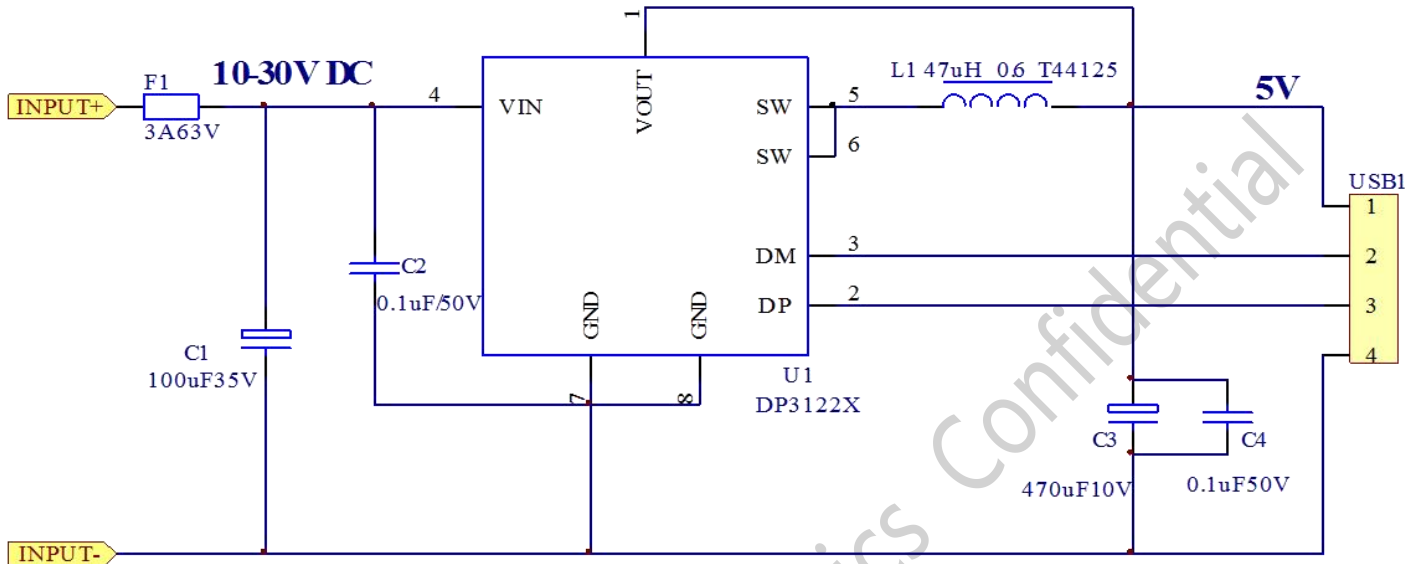 INPUT+
F1
3A63V
10-30V DC
4
VIN
1
VOUT
SW
5
SW
6
L1 47uH 0.6 T44125
5V
USB1
1
2
3
4
DM
3
DP
2
C2
0.1uF/50V
GND
GND
7
8
U1
DP3122X
C1
100uF35V
C3
470uF10V
C4
0.1uF50V
INPUT-
Confidential